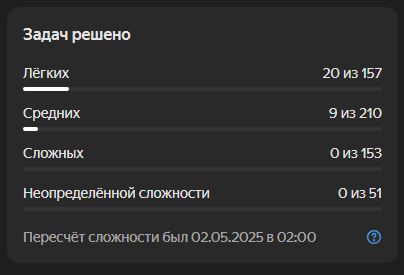 Задач решено
Лёгких 20 из 157
Средних 9 из 210
Сложных 0 из 153
Неопределённой сложности 0 из 51
Пересчёт сложности был 02.05.2025 в 02:00 ?